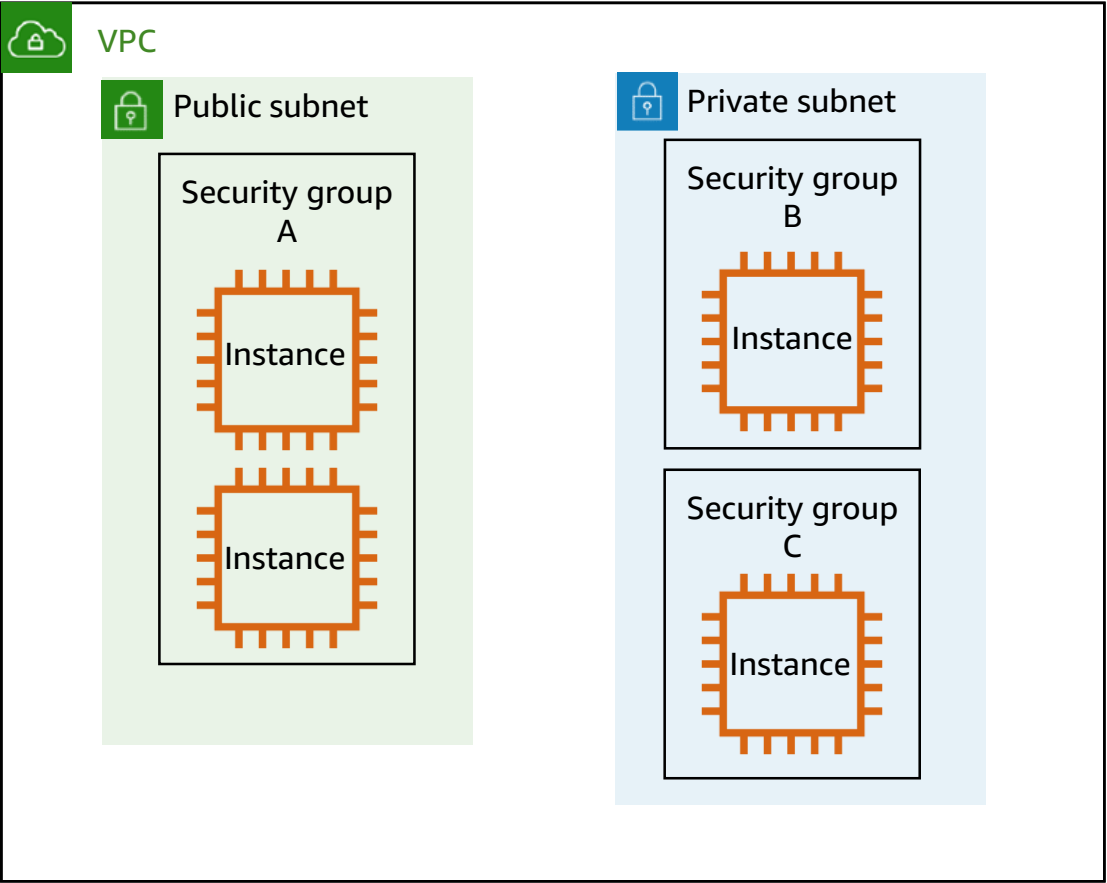 VPC
Public subnet
Security group
A
Instance
Instance
Private subnet
Security group
B
Instance
Security group
C
Instance